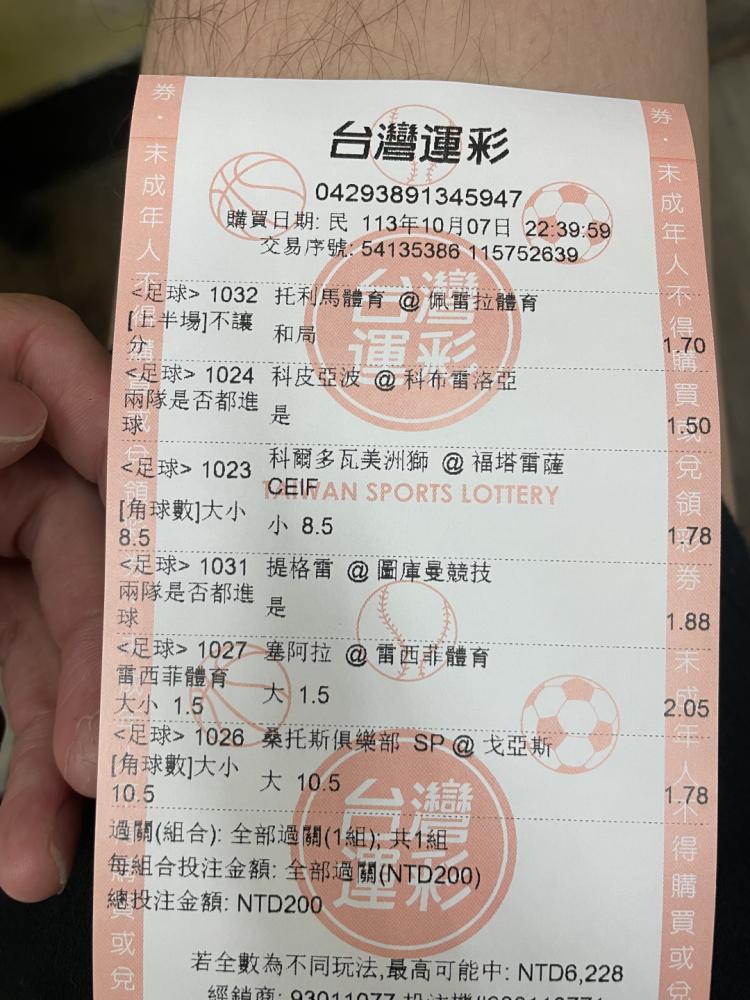 台灣運彩
04293891345947
購買日期: 民 113年10月07日 22:39:59
交易序號: 54135386 115752639
<足球> 1032 托利馬體育 @ 佩雷拉體育
[上半場]不讓分 和局 1.70
<足球> 1024 科皮亞波 @ 科布雷洛亞
兩隊是否都進球 是 1.50
<足球> 1023 科爾多瓦美洲獅 @ 福塔雷薩 CEIF
TAIWAN SPORTS LOTTERY
[角球數]大小 8.5 小 8.5 1.78
<足球> 1031 提格雷 @ 圖庫曼競技
兩隊是否都進球 是 1.88
<足球> 1027 塞阿拉 @ 雷西菲體育
雷西菲體育 大小 1.5 大 1.5 2.05
<足球> 1026 桑托斯俱樂部 SP @ 戈亞斯
[角球數]大小 10.5 大 10.5 1.78
過關(組合): 全部過關(1組); 共1組
每組合投注金額: 全部過關(NTD200)
總投注金額: NTD200
若全數為不同玩法,最高可能中: NTD6,228
台灣運彩
台灣運彩
券・未成年人不得購買或兌
券・未成年人不得購買或兌領彩券・未成年人不得購買或兌